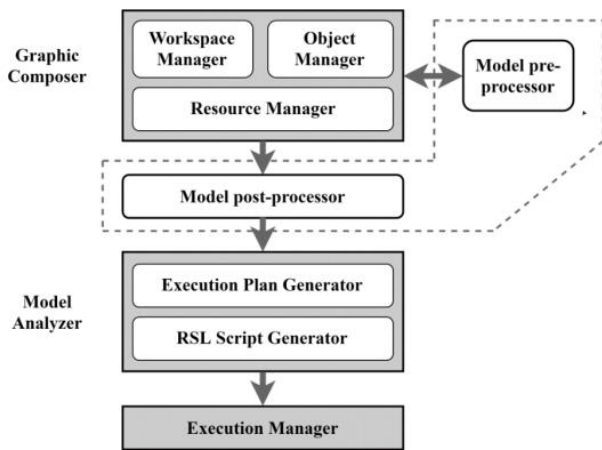 Graphic
Composer
Workspace
Manager
Object
Manager
Resource Manager
Model pre-
processor
Model post-processor
Model
Analyzer
Execution Plan Generator
RSL Script Generator
Execution Manager